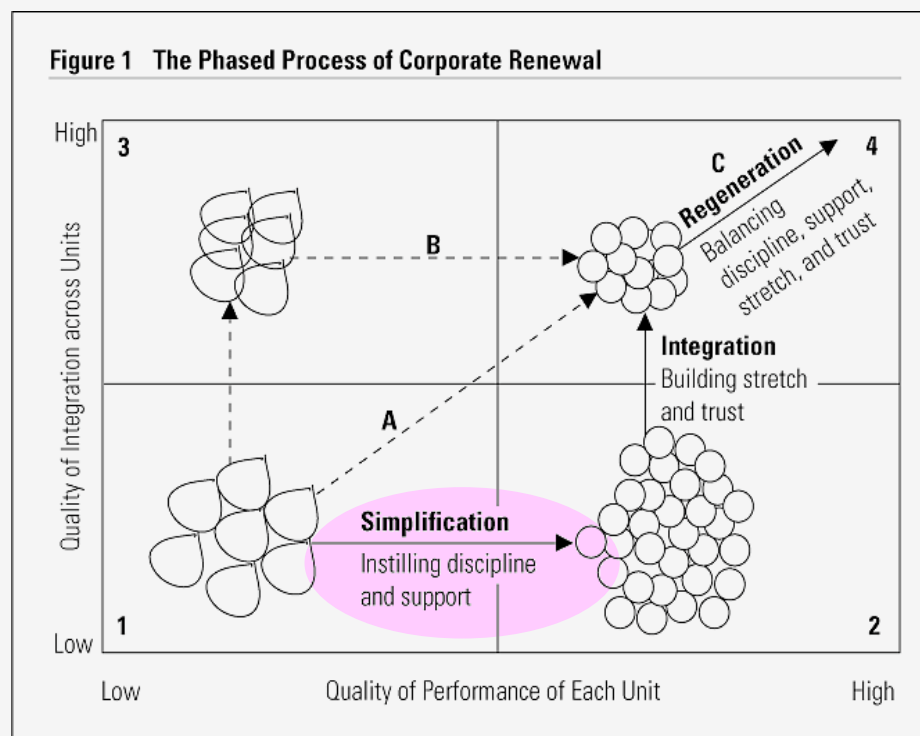 Figure 1 The Phased Process of Corporate Renewal
High
3
C
4
Regeneration
Balancing
discipline, support,
stretch, and trust
B
Quality of Integration across Units
Integration
Building stretch
and trust
A
Simplification
Instilling discipline
and support
1
2
Low
Low
Quality of Performance of Each Unit
High